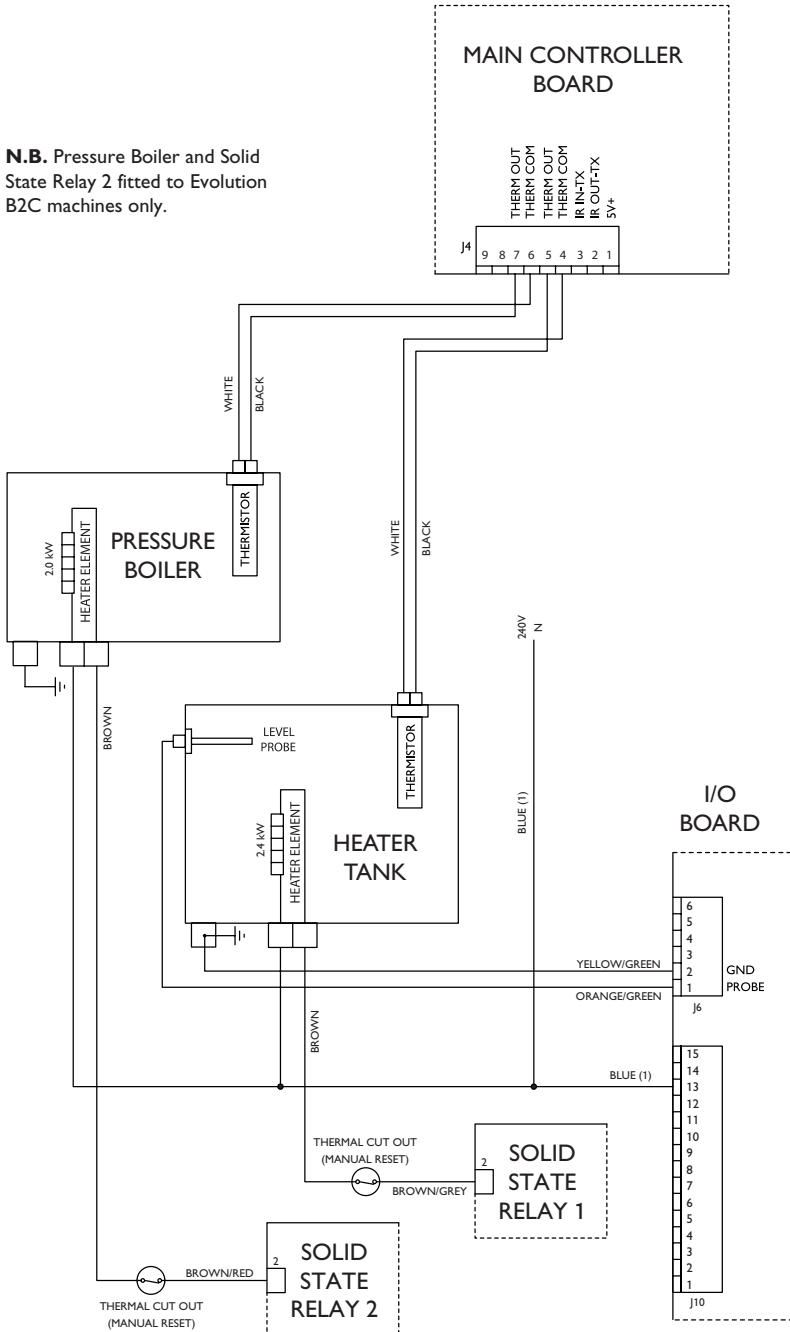 MAIN CONTROLLER
BOARD
N.B. Pressure Boiler and Solid
State Relay 2 fitted to Evolution
B2C machines only.
THERM OUT
THERM COM
THERM OUT
THERM COM
IR IN-TX
IR OUT-TX
5V+
J4
9 8 7 6 5 4 3 2 1
WHITE
BLACK
THERMISTOR
PRESSURE
BOILER
2.0 kW
HEATER ELEMENT
WHITE
BLACK
BROWN
240V
N
BLUE (1)
THERMISTOR
LEVEL
PROBE
2.4 kW
HEATER ELEMENT
HEATER
TANK
I/O
BOARD
6
5
4
3
2
1
GND
PROBE
J6
YELLOW/GREEN
ORANGE/GREEN
BROWN
BLUE (1)
15
14
13
12
11
10
9
8
7
6
5
4
3
2
1
J10
THERMAL CUT OUT
(MANUAL RESET)
BROWN/GREY
2
SOLID
STATE
RELAY 1
THERMAL CUT OUT
(MANUAL RESET)
BROWN/RED
2
SOLID
STATE
RELAY 2